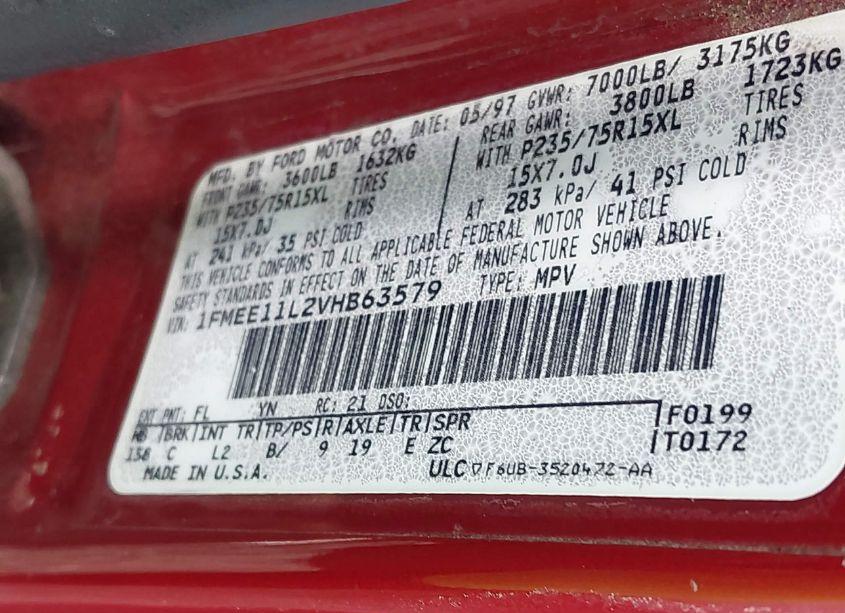 MFD. BY FORD MOTOR CO. DATE: 05/97 GVWR: 7000LB/ 3175KG
FRONT GAWR: 3600LB 1632KG REAR GAWR: 3800LB 1723KG
WITH P235/75R15XL TIRES WITH P235/75R15XL TIRES
15X7.0J RIMS 15X7.0J RIMS
AT 241 kPa/ 35 PSI COLD AT 283 kPa/ 41 PSI COLD
THIS VEHICLE CONFORMS TO ALL APPLICABLE FEDERAL MOTOR VEHICLE
SAFETY STANDARDS IN EFFECT ON THE DATE OF MANUFACTURE SHOWN ABOVE.
VIN: 1FMEE11L2VHB63579 TYPE: MPV
EXT PNT: FL YN RC: 21 DSO: F0199
WB |BRK|INT TR|TP/PS|R|AXLE|TR|SPR T0172
138 C L2 B/ 9 19 E ZC
MADE IN U.S.A. ULC F6UB-3520472-AA